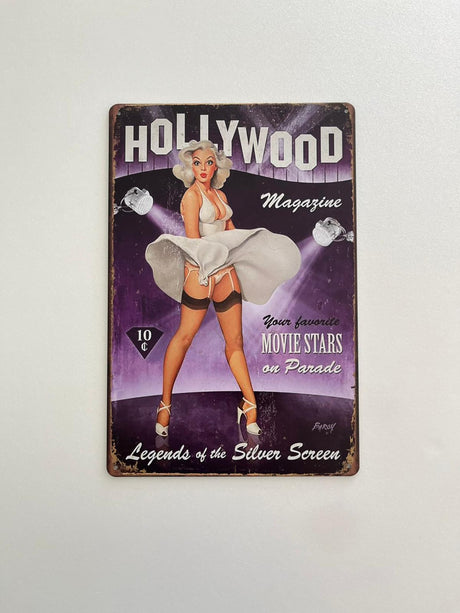 HOLLYWOOD
Magazine
Your favorite
MOVIE STARS
on Parade
10
¢
Legends of the Silver Screen